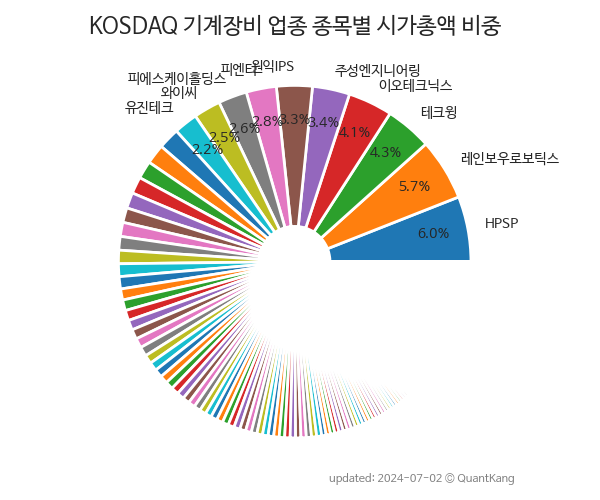 KOSDAQ 기계장비 업종 종목별 시가총액 비중
HPSP
6.0%
레인보우로보틱스
5.7%
테크윙
4.3%
이오테크닉스
4.1%
주성엔지니어링
3.4%
원익IPS
3.3%
피엔티
2.8%
피에스케이홀딩스
2.6%
와이씨
2.5%
유진테크
2.2%
updated: 2024-07-02 © QuantKang